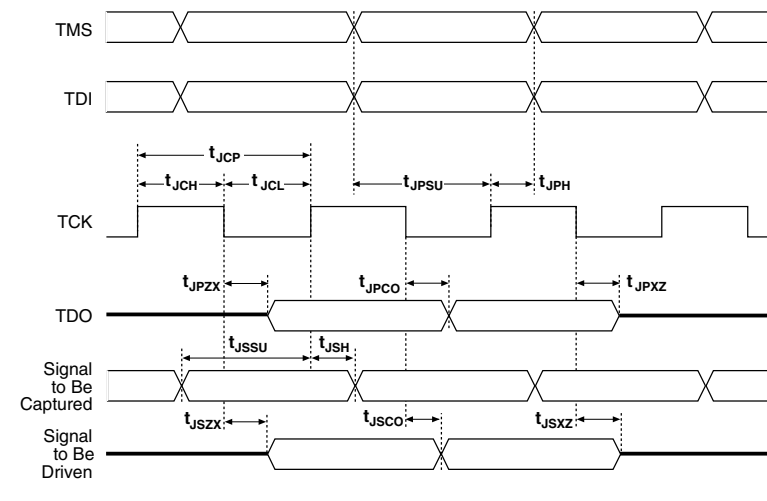 TMS
TDI
tJCP
tJCH
tJCL
tJPSU
tJPH
TCK
tJPZX
tJPCO
tJPXZ
TDO
tJSSU
tJSH
Signal
to Be
Captured
tJSZX
tJSCO
tJSXZ
Signal
to Be
Driven